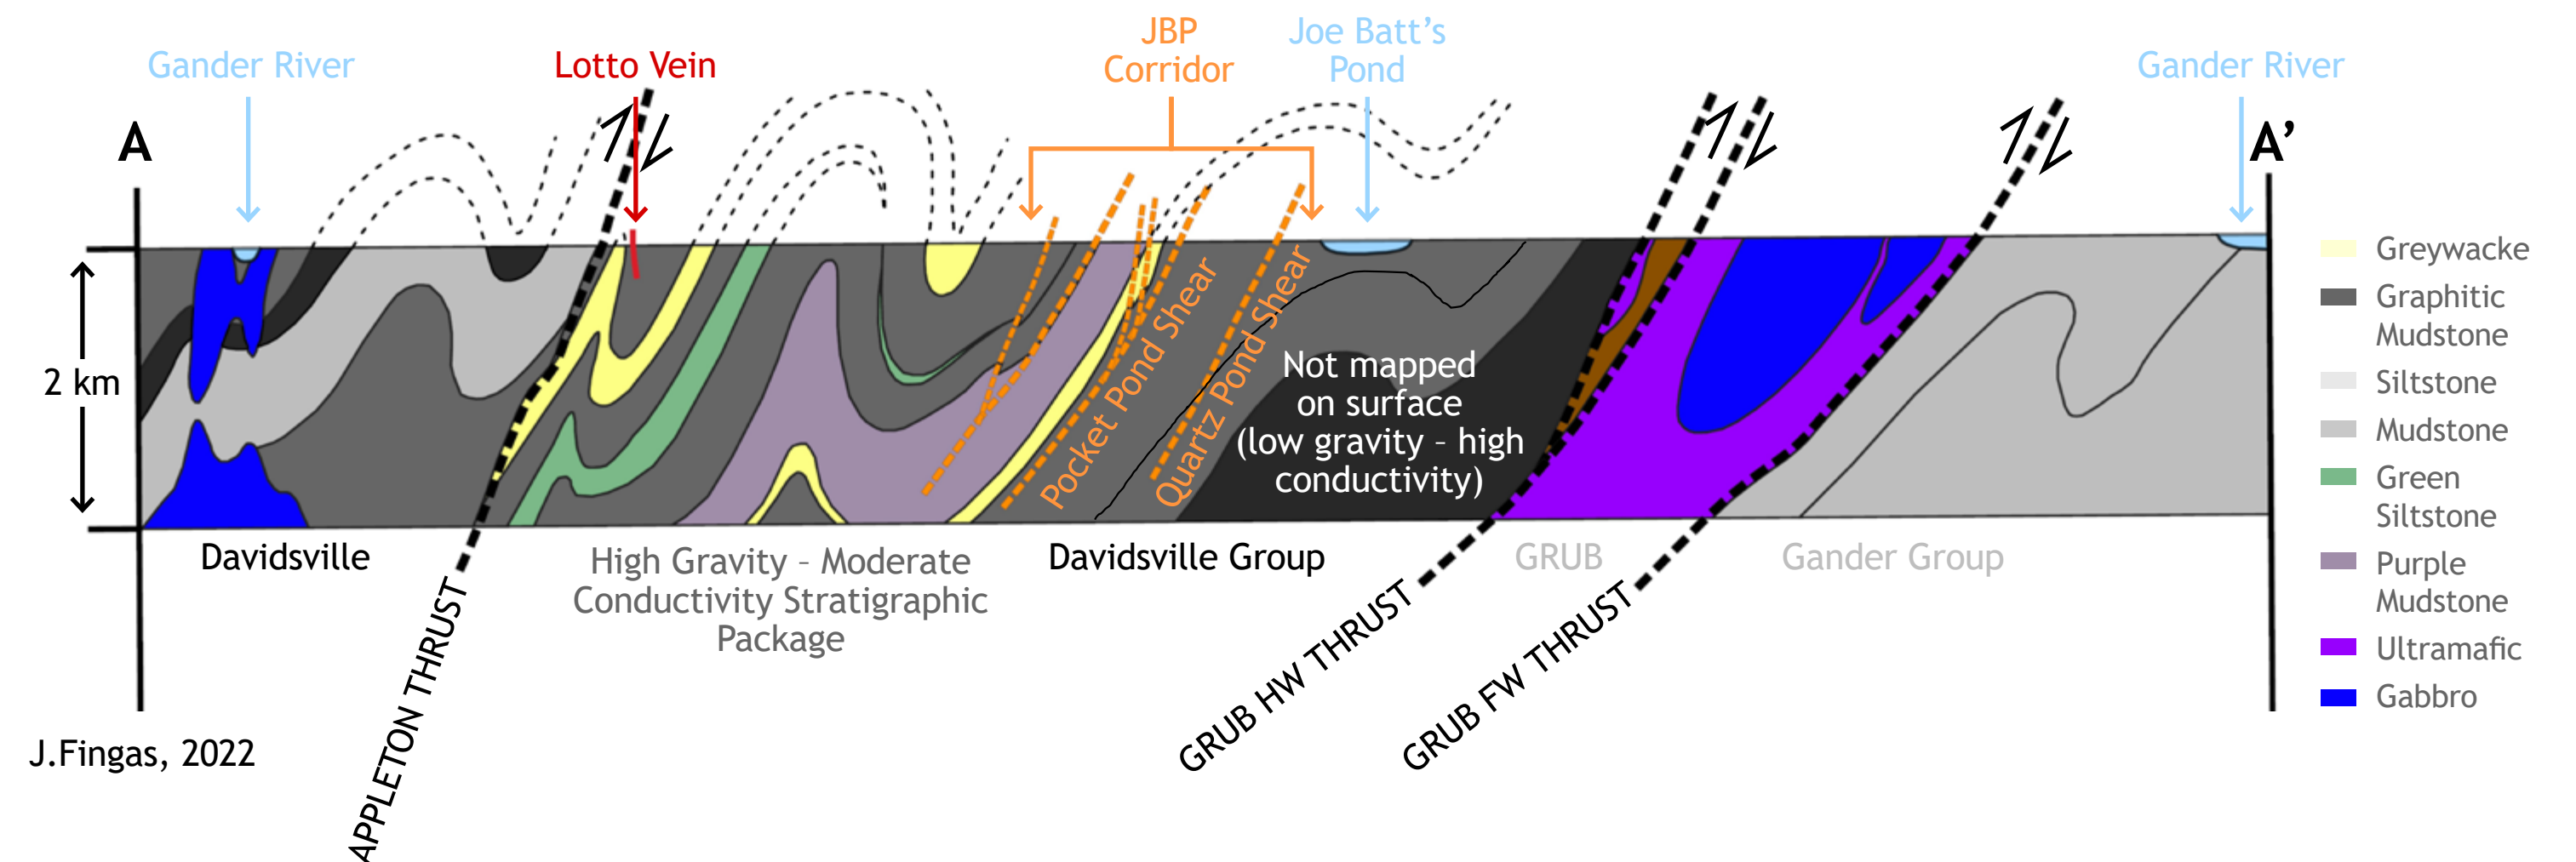 Gander River
Lotto Vein
JBP
Corridor
Joe Batt’s
Pond
Gander River
A
A’
2 km
Pocket Pond Shear
Quartz Pond Shear
Not mapped
on surface
(low gravity - high
conductivity)
Greywacke
Graphitic
Mudstone
Siltstone
Mudstone
Green
Siltstone
Purple
Mudstone
Ultramafic
Gabbro
Davidsville
High Gravity - Moderate
Conductivity Stratigraphic
Package
Davidsville Group
GRUB
Gander Group
APPLETON THRUST
GRUB HW THRUST
GRUB FW THRUST
J.Fingas, 2022